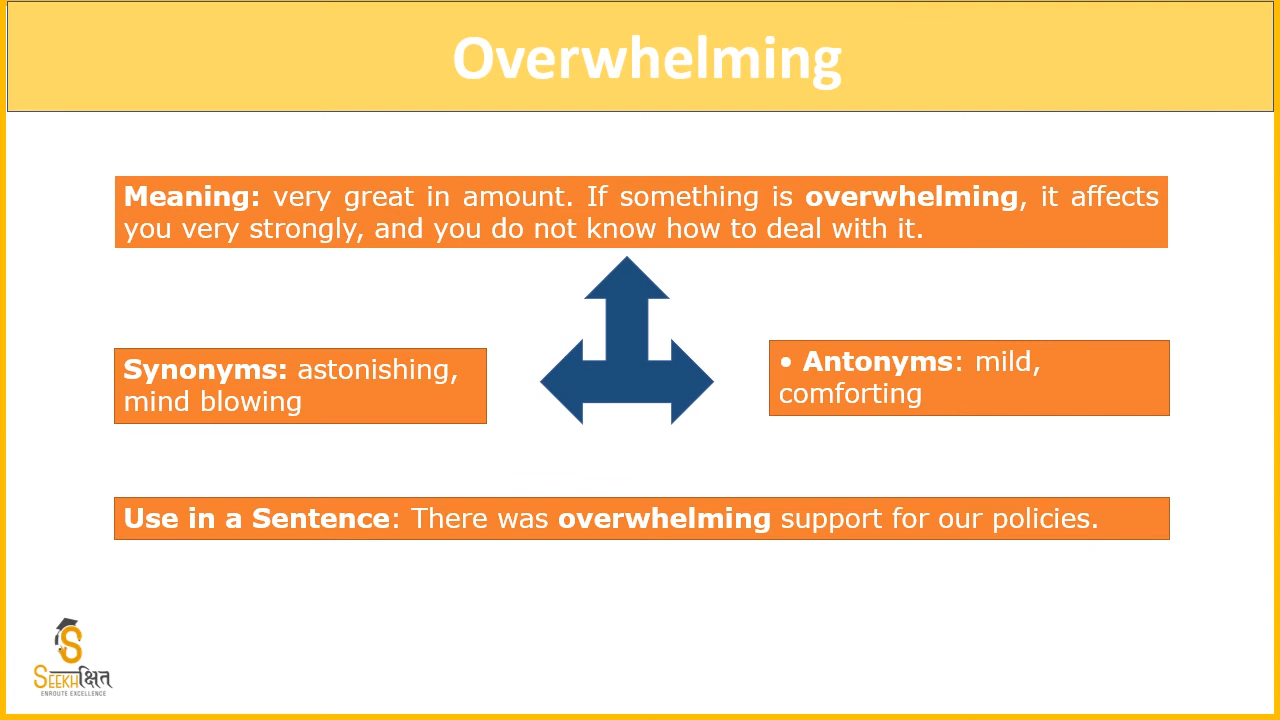 Overwhelming
Meaning: very great in amount. If something is overwhelming, it affects
you very strongly, and you do not know how to deal with it.
Synonyms: astonishing,
mind blowing
• Antonyms: mild,
comforting
Use in a Sentence: There was overwhelming support for our policies.
S
SEEKHक्षित
ENROUTE EXCELLENCE